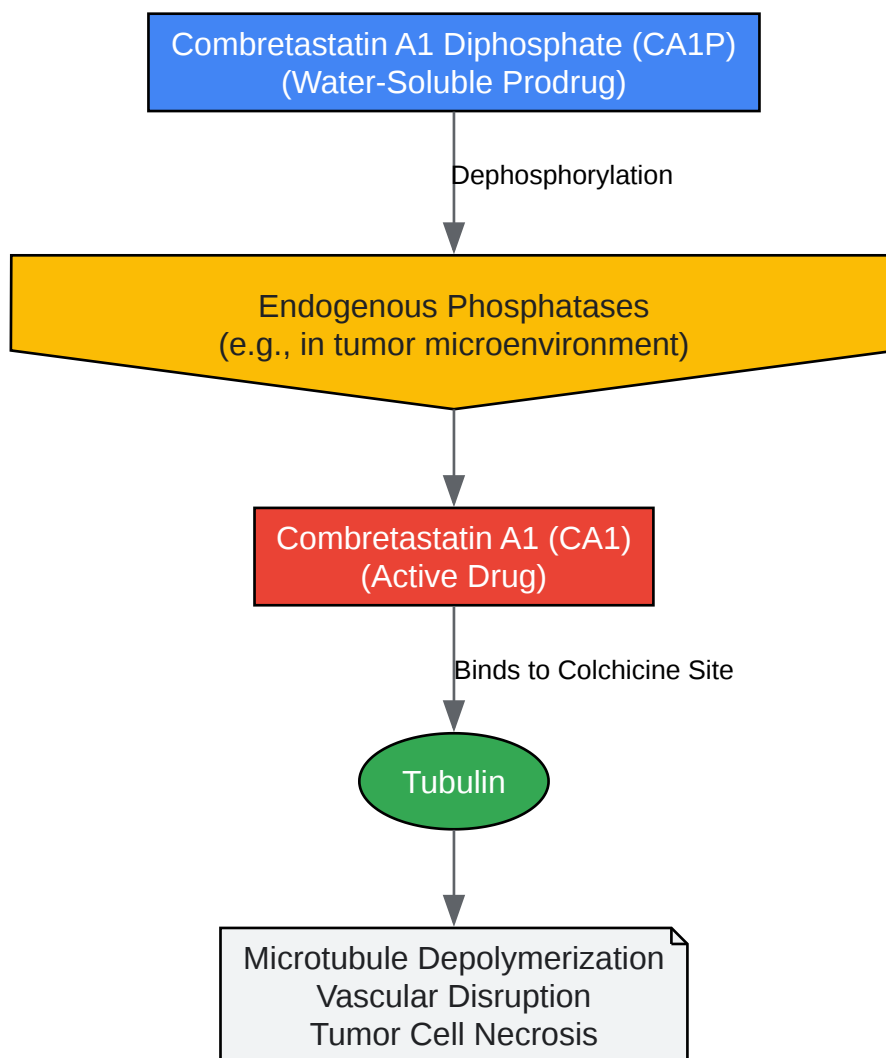 Combretastatin A1 Diphosphate (CA1P)
(Water-Soluble Prodrug)
Dephosphorylation
Endogenous Phosphatases
(e.g., in tumor microenvironment)
Combretastatin A1 (CA1)
(Active Drug)
Binds to Colchicine Site
Tubulin
Microtubule Depolymerization
Vascular Disruption
Tumor Cell Necrosis